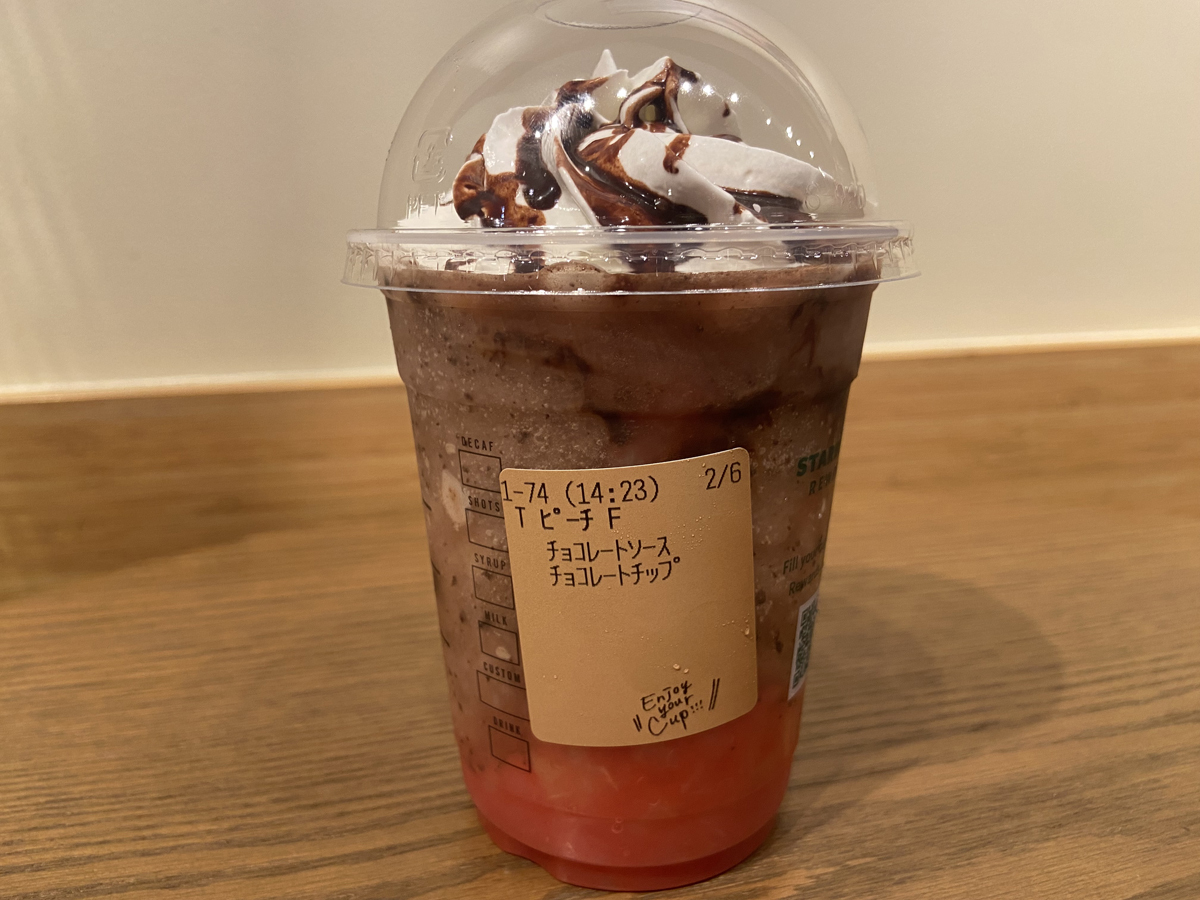 DECAF
SHOTS
SYRUP
MILK
CUSTOM
DRINK
1-74 (14:23) 2/6
T ピーチ F
チョコレートソース
チョコレートチップ
Enjoy
your
Cup!!!